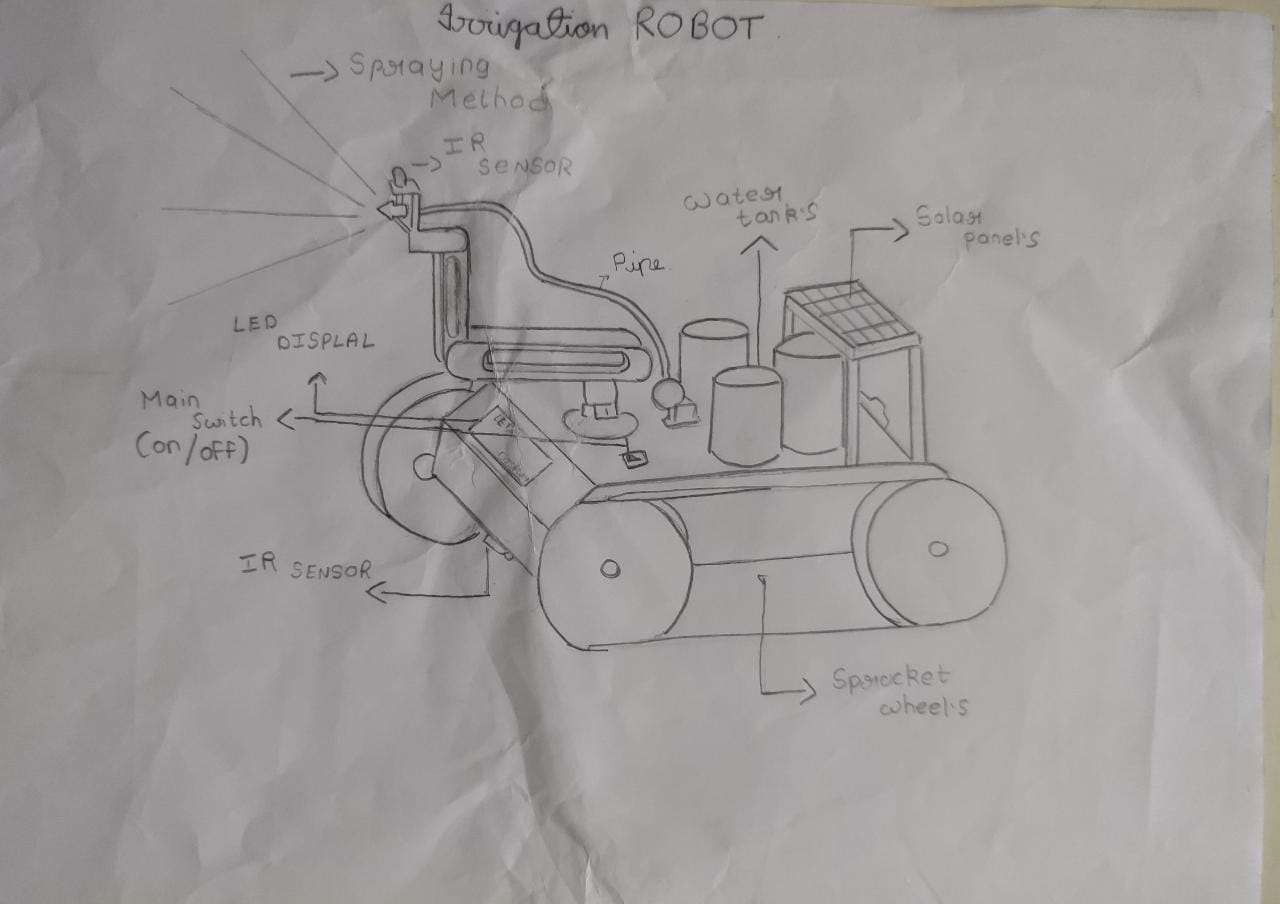 Irrigation ROBOT
Spraying
Method
IR
SENSOR
Water
tank's
Solar
panel's
Pipe
LED
DISPLAL
Main
Switch
(on/off)
LED
IR SENSOR
Sprocket
wheel's